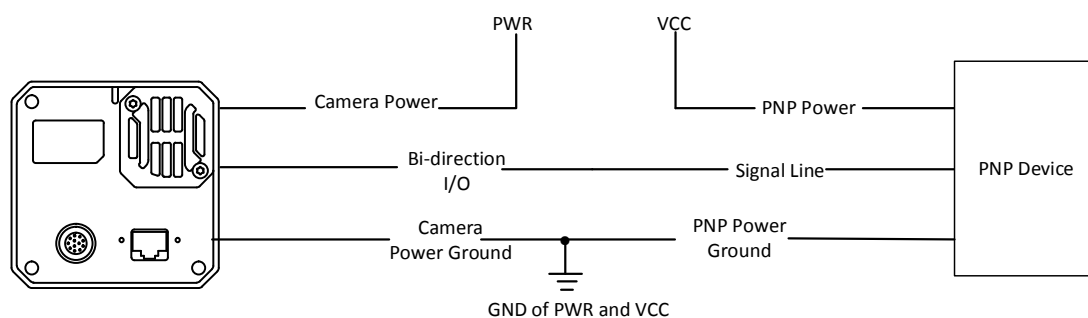 PWR
VCC
Camera Power
PNP Power
Bi-direction
I/O
Signal Line
PNP Device
Camera
Power Ground
PNP Power
Ground
GND of PWR and VCC